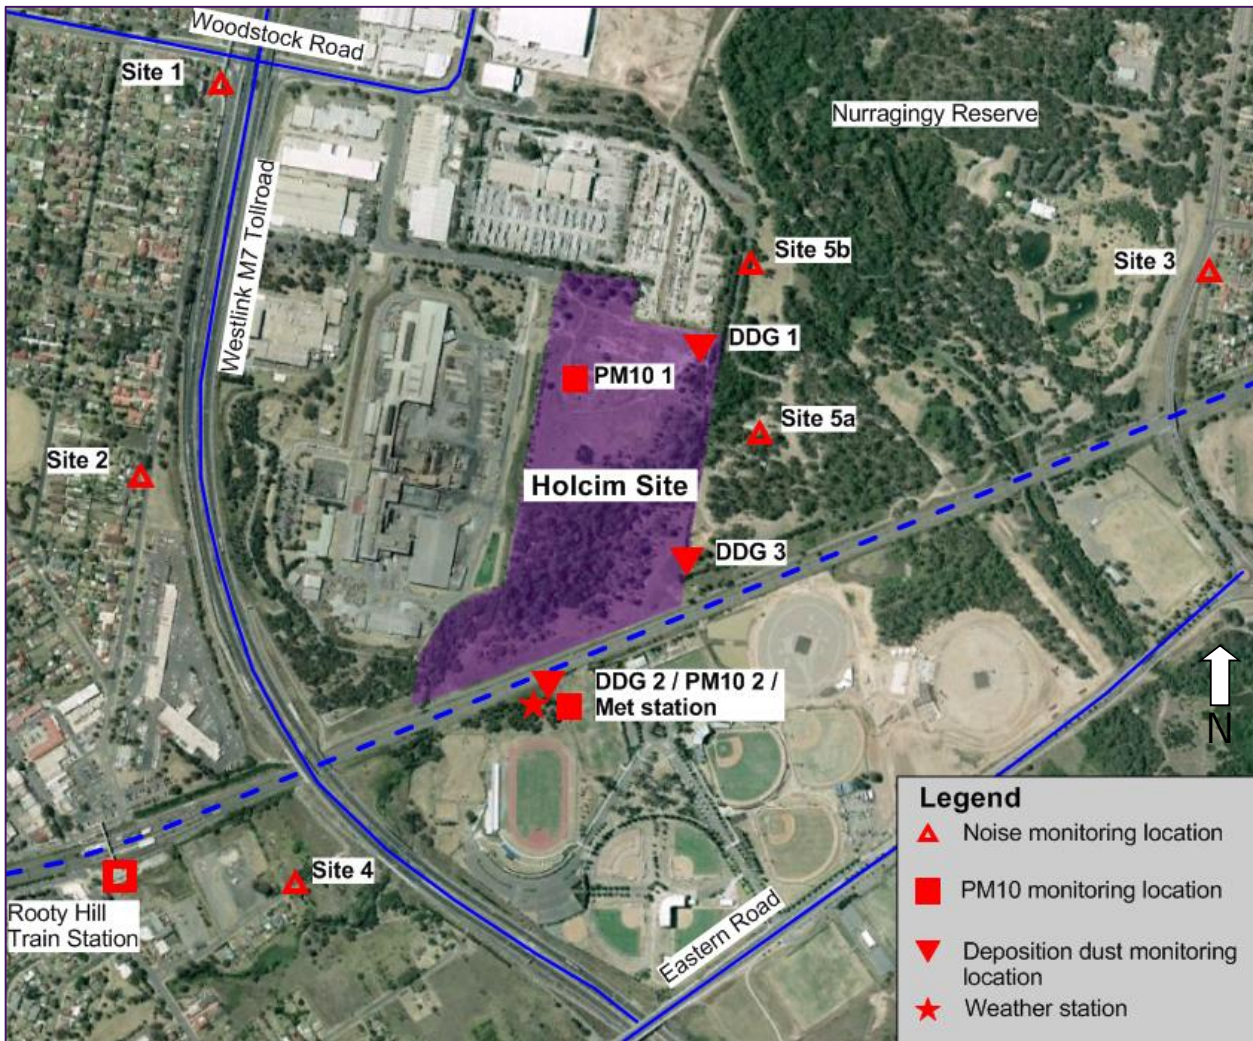 Woodstock Road
Site 1
Nurragingy Reserve
Westlink M7 Tollroad
Site 5b
Site 3
DDG 1
PM10 1
Site 5a
Site 2
Holcim Site
DDG 3
DDG 2 / PM10 2 /
Met station
N
Site 4
Rooty Hill
Train Station
Eastern Road
Legend
Noise monitoring location
PM10 monitoring location
Deposition dust monitoring
location
Weather station